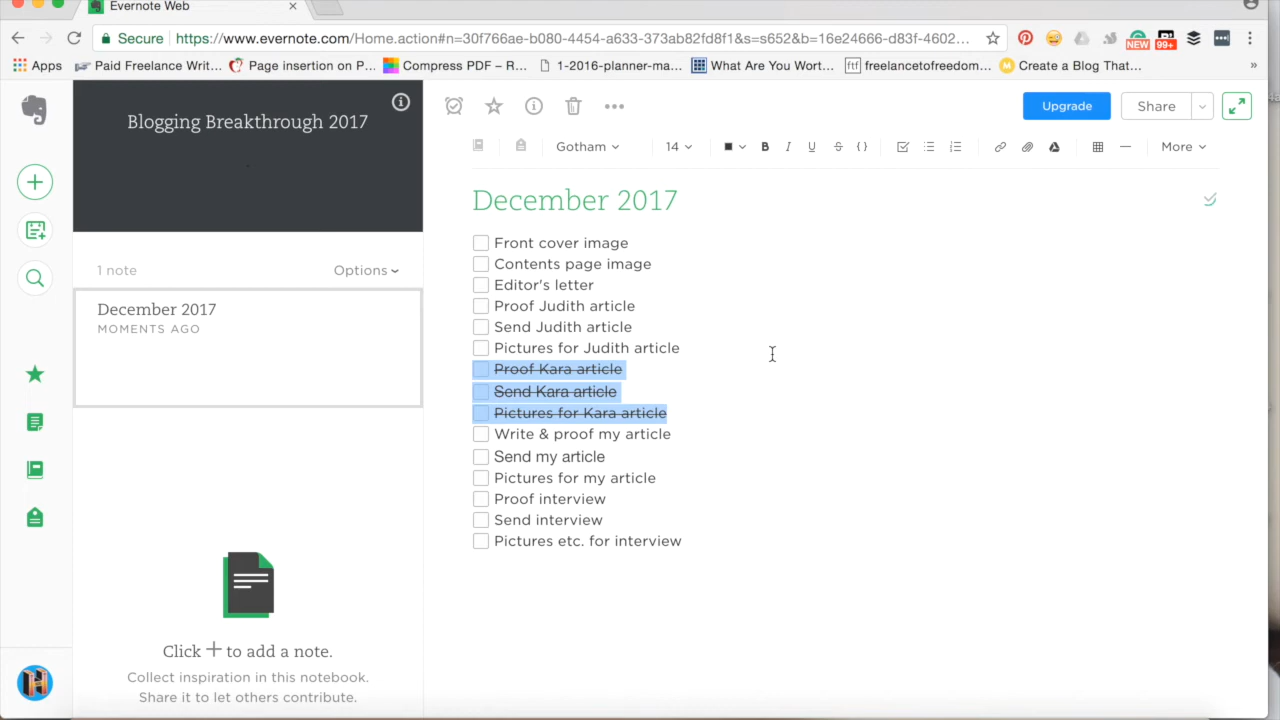 Evernote Web
Secure https://www.evernote.com/Home.action#n=30f766ae-b080-4454-a633-373ab82fd8f1&s=s652&b=16e24666-d83f-4602...
NEW 99+
Apps Paid Freelance Writ... Page insertion on P... Compress PDF – R... 1-2016-planner-ma... What Are You Wort... ftf freelancetofreedom... Create a Blog That... »
Blogging Breakthrough 2017
1 note Options
December 2017
MOMENTS AGO
Click + to add a note.
Collect inspiration in this notebook.
Share it to let others contribute.
Upgrade Share
Gotham 14 B I U More
December 2017
Front cover image
Contents page image
Editor's letter
Proof Judith article
Send Judith article
Pictures for Judith article
Proof Kara article
Send Kara article
Pictures for Kara article
Write & proof my article
Send my article
Pictures for my article
Proof interview
Send interview
Pictures etc. for interview